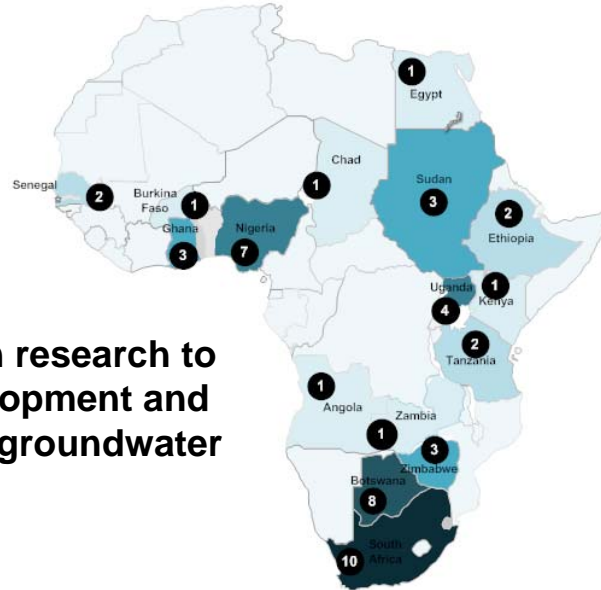 1
Egypt
Chad
1
Sudan
3
Senegal
2
Burkina
Faso
1
Ghana
3
Nigeria
7
2
Ethiopia
Uganda
4
1
Kenya
2
Tanzania
n research to
opment and
groundwater
1
Angola
Zambia
1
3
Zimbabwe
Botswana
8
South
Africa
10